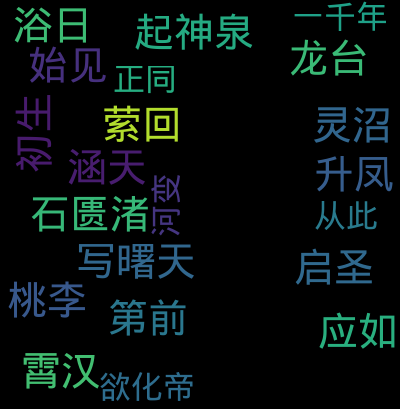 浴日
起神泉
一千年
始见
正同
龙台
初生
萦回
灵沼
涵天
升凤
石匮渚
河变
从此
写曙天
启圣
桃李
第前
应如
霄汉
欲化帝